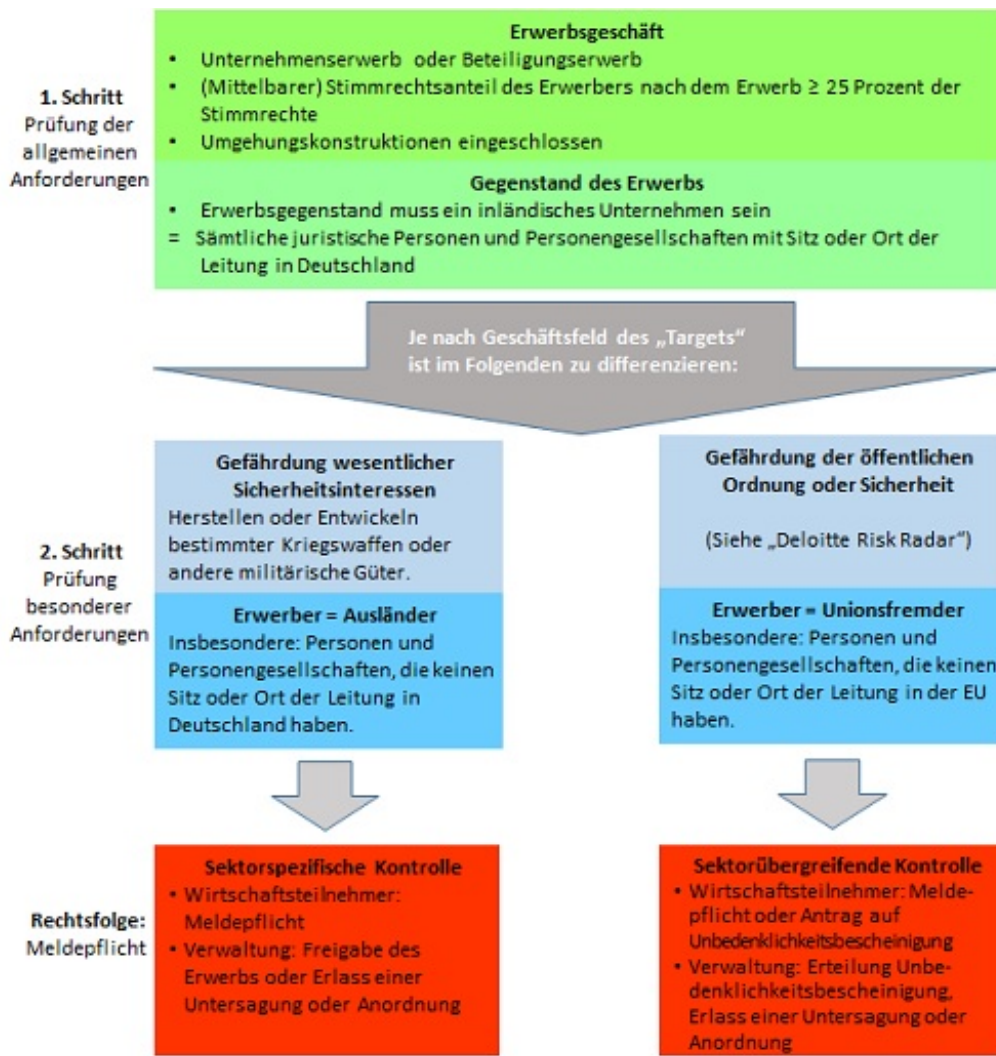 1. Schritt
Prüfung der
allgemeinen
Anforderungen
Erwerbsgeschäft
• Unternehmenserwerb oder Beteiligungserwerb
• (Mittelbarer) Stimmrechtsanteil des Erwerbers nach dem Erwerb ≥ 25 Prozent der
Stimmrechte
• Umgehungskonstruktionen eingeschlossen
Gegenstand des Erwerbs
• Erwerbsgegenstand muss ein inländisches Unternehmen sein
= Sämtliche juristische Personen und Personengesellschaften mit Sitz oder Ort der
Leitung in Deutschland
Je nach Geschäftsfeld des „Targets“
ist im Folgenden zu differenzieren:
2. Schritt
Prüfung
besonderer
Anforderungen
Gefährdung wesentlicher
Sicherheitsinteressen
Herstellen oder Entwickeln
bestimmter Kriegswaffen oder
andere militärische Güter.
Erwerber = Ausländer
Insbesondere: Personen und
Personengesellschaften, die keinen
Sitz oder Ort der Leitung in
Deutschland haben.
Gefährdung der öffentlichen
Ordnung oder Sicherheit
(Siehe „Deloitte Risk Radar“)
Erwerber = Unionsfremder
Insbesondere: Personen und
Personengesellschaften, die keinen
Sitz oder Ort der Leitung in der EU
haben.
Rechtsfolge:
Meldepflicht
Sektorspezifische Kontrolle
• Wirtschaftsteilnehmer:
Meldepflicht
• Verwaltung: Freigabe des
Erwerbs oder Erlass einer
Untersagung oder Anordnung
Sektorübergreifende Kontrolle
• Wirtschaftsteilnehmer: Melde-
pflicht oder Antrag auf
Unbedenklichkeitsbescheinigung
• Verwaltung: Erteilung Unbe-
denklichkeitsbescheinigung,
Erlass einer Untersagung oder
Anordnung